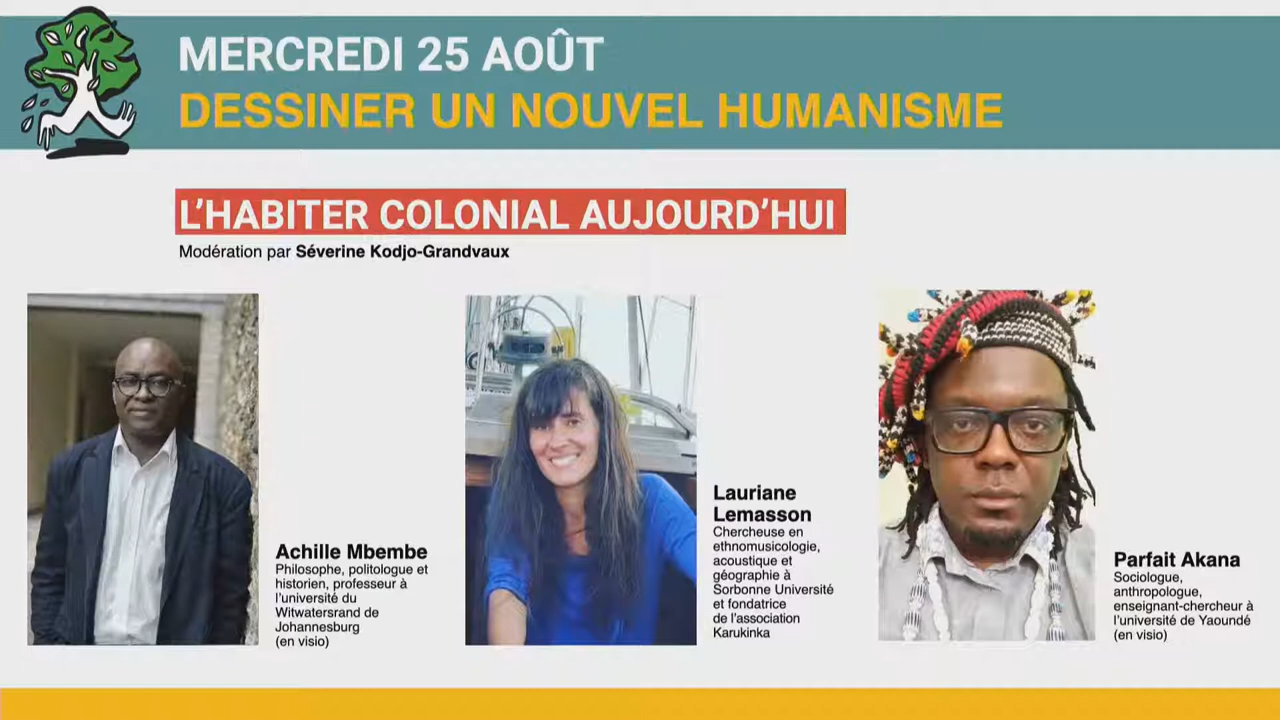 MERCREDI 25 AOÛT
DESSINER UN NOUVEL HUMANISME
L'HABITER COLONIAL AUJOURD'HUI
Modération par Séverine Kodjo-Grandvaux
Achille Mbembe
Philosophe, politologue et
historien, professeur à
l'université du
Witwatersrand de
Johannesburg
(en visio)
Lauriane
Lemasson
Chercheuse en
ethnomusicologie,
acoustique et
géographie à
Sorbonne Université
et fondatrice
de l'association
Karukinka
Parfait Akana
Sociologue,
anthropologue,
enseignant-chercheur à
l'université de Yaoundé
(en visio)